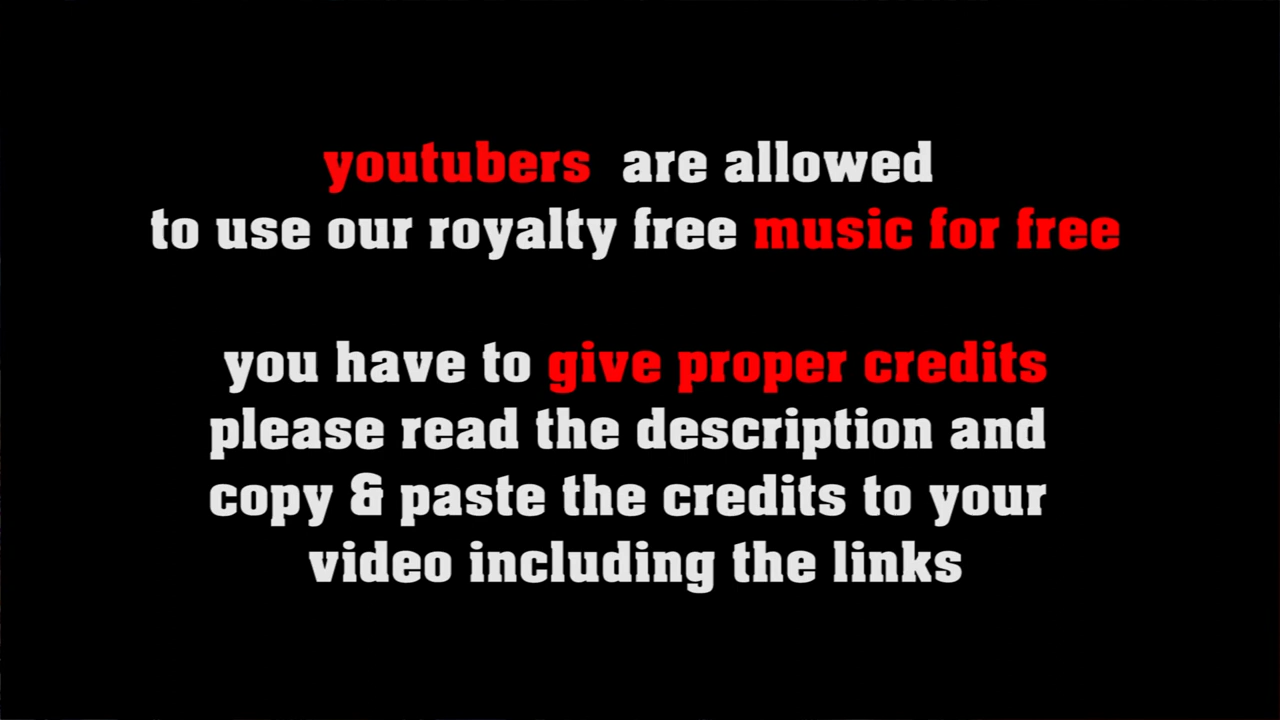 youtubers are allowed
to use our royalty free music for free
you have to give proper credits
please read the description and
copy & paste the credits to your
video including the links